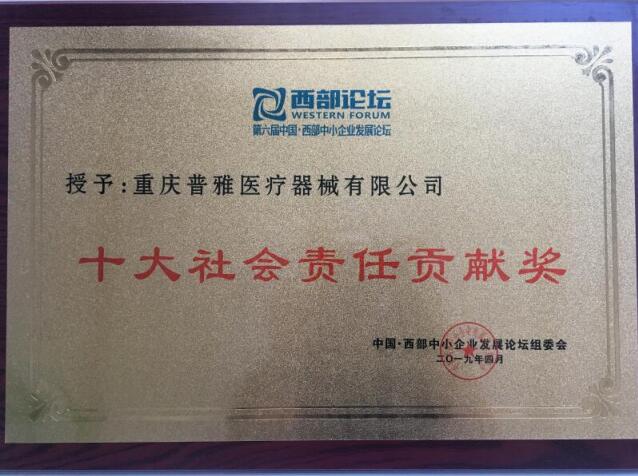 西部论坛
WESTERN FORUM
第六届中国·西部中小企业发展论坛
授予:重庆普雅医疗器械有限公司
十大社会责任贡献奖
中国·西部中小企业发展论坛组委会
二〇一九年四月